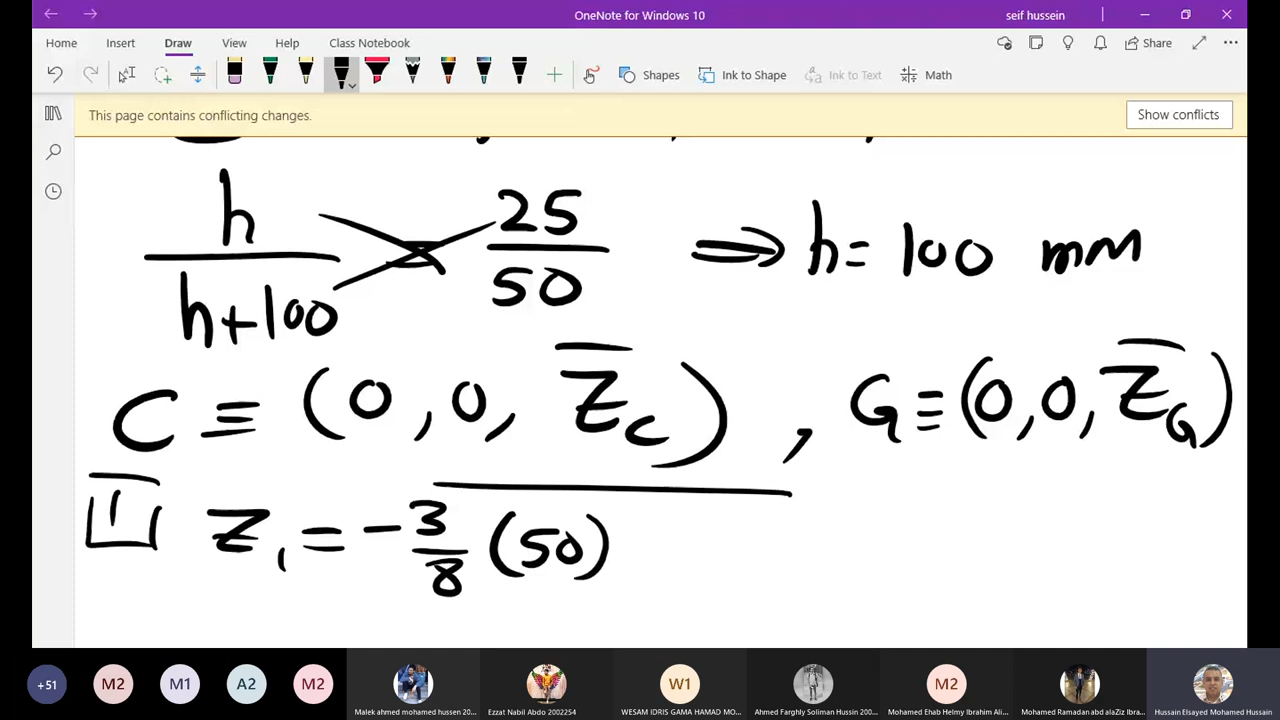 OneNote for Windows 10
seif hussein
Home Insert Draw View Help Class Notebook Share
Shapes Ink to Shape Ink to Text Math
This page contains conflicting changes. Show conflicts
h/(h+100) 25/50 ⇒ h = 100 mm
C ≡ (0, 0, Z̄_C), G ≡ (0, 0, Z̄_G)
1 Z₁ = -3/8 (50)
+51 M2 M1 A2 M2 W1 M2
Malek ahmed mohamed hussen 20... Ezzat Nabil Abdo 2002254 WESAM IDRIS GAMA HAMAD MO... Ahmed Farghly Soliman Hussin 200... Mohamed Ehab Helmy Ibrahim Ali... Mohamed Ramadan abd alaZiz Ibra... Hussain Elsayed Mohamed Hussain